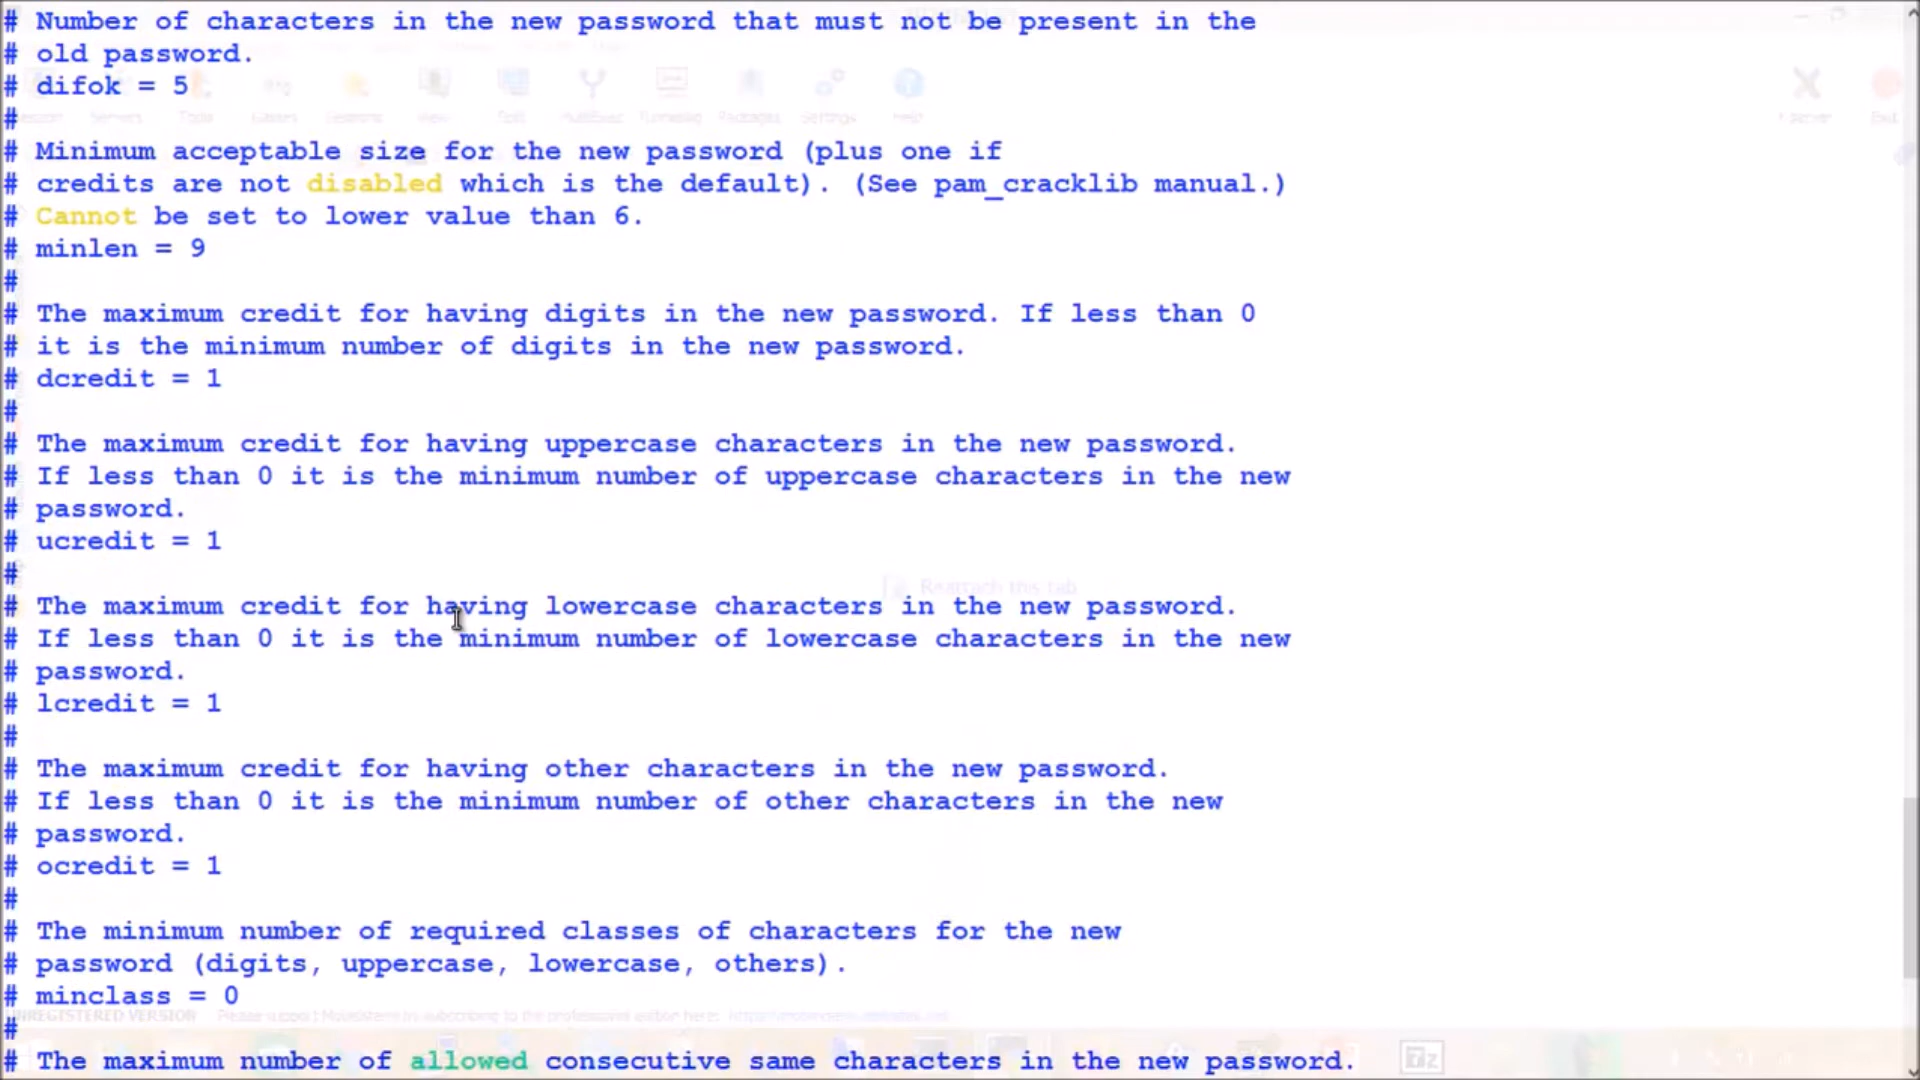 # Number of characters in the new password that must not be present in the
# old password.
# difok = 5
#
# Minimum acceptable size for the new password (plus one if
# credits are not disabled which is the default). (See pam_cracklib manual.)
# Cannot be set to lower value than 6.
# minlen = 9
#
# The maximum credit for having digits in the new password. If less than 0
# it is the minimum number of digits in the new password.
# dcredit = 1
#
# The maximum credit for having uppercase characters in the new password.
# If less than 0 it is the minimum number of uppercase characters in the new
# password.
# ucredit = 1
#
Reattach this tab
# The maximum credit for having lowercase characters in the new password.
# If less than 0 it is the minimum number of lowercase characters in the new
# password.
# lcredit = 1
#
# The maximum credit for having other characters in the new password.
# If less than 0 it is the minimum number of other characters in the new
# password.
# ocredit = 1
#
# The minimum number of required classes of characters for the new
# password (digits, uppercase, lowercase, others).
# minclass = 0
#
# The maximum number of allowed consecutive same characters in the new password.